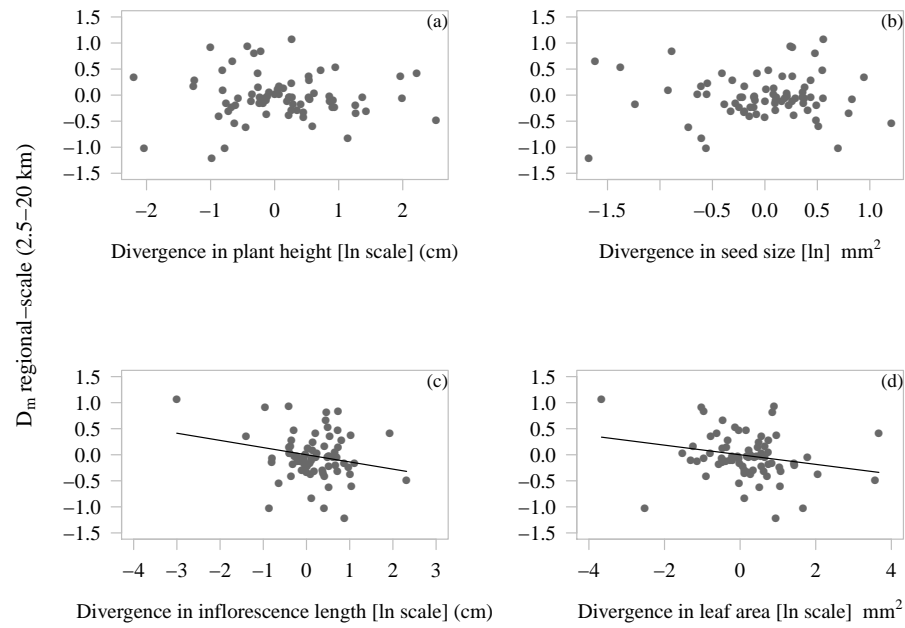 D_m regional−scale (2.5−20 km)
(a)
1.5
1.0
0.5
0.0
−0.5
−1.0
−1.5
−2 −1 0 1 2
Divergence in plant height [ln scale] (cm)
(b)
1.5
1.0
0.5
0.0
−0.5
−1.0
−1.5
−1.5 −0.5 0.0 0.5 1.0
Divergence in seed size [ln] mm²
(c)
1.5
1.0
0.5
0.0
−0.5
−1.0
−1.5
−4 −3 −2 −1 0 1 2 3
Divergence in inflorescence length [ln scale] (cm)
(d)
1.5
1.0
0.5
0.0
−0.5
−1.0
−1.5
−4 −2 0 2 4
Divergence in leaf area [ln scale] mm²